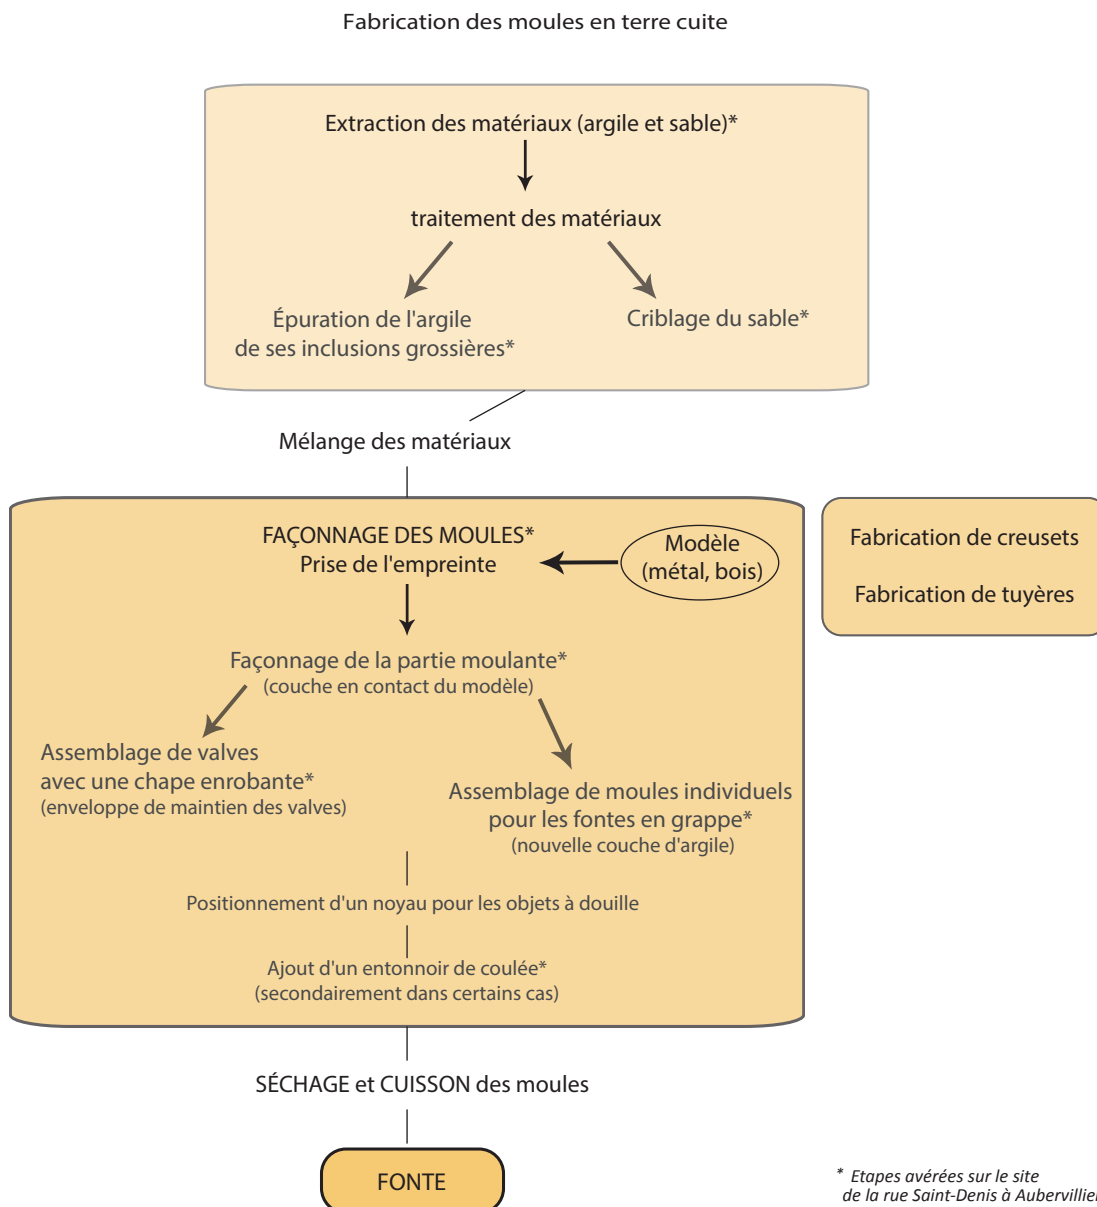 Fabrication des moules en terre cuite
Extraction des matériaux (argile et sable)*
traitement des matériaux
Épuration de l'argile
de ses inclusions grossières*
Criblage du sable*
Mélange des matériaux
FAÇONNAGE DES MOULES*
Prise de l'empreinte
Modèle
(métal, bois)
Fabrication de creusets
Fabrication de tuyères
Façonnage de la partie moulante*
(couche en contact du modèle)
Assemblage de valves
avec une chape enrobante*
(enveloppe de maintien des valves)
Assemblage de moules individuels
pour les fontes en grappe*
(nouvelle couche d'argile)
Positionnement d'un noyau pour les objets à douille
Ajout d'un entonnoir de coulée*
(secondairement dans certains cas)
SÉCHAGE et CUISSON des moules
FONTE
* Etapes avérées sur le site
de la rue Saint-Denis à Aubervillier